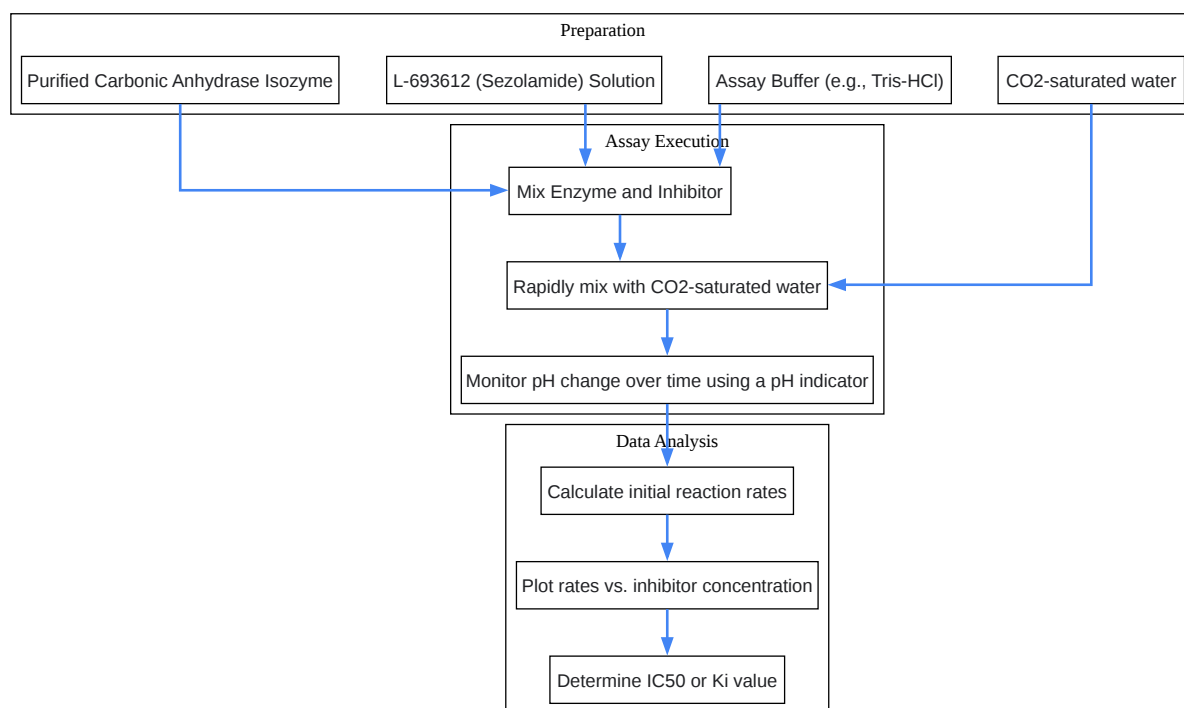 Preparation
Purified Carbonic Anhydrase Isozyme
L-693612 (Sezolamide) Solution
Assay Buffer (e.g., Tris-HCl)
CO2-saturated water
Assay Execution
Mix Enzyme and Inhibitor
Rapidly mix with CO2-saturated water
Monitor pH change over time using a pH indicator
Data Analysis
Calculate initial reaction rates
Plot rates vs. inhibitor concentration
Determine IC50 or Ki value